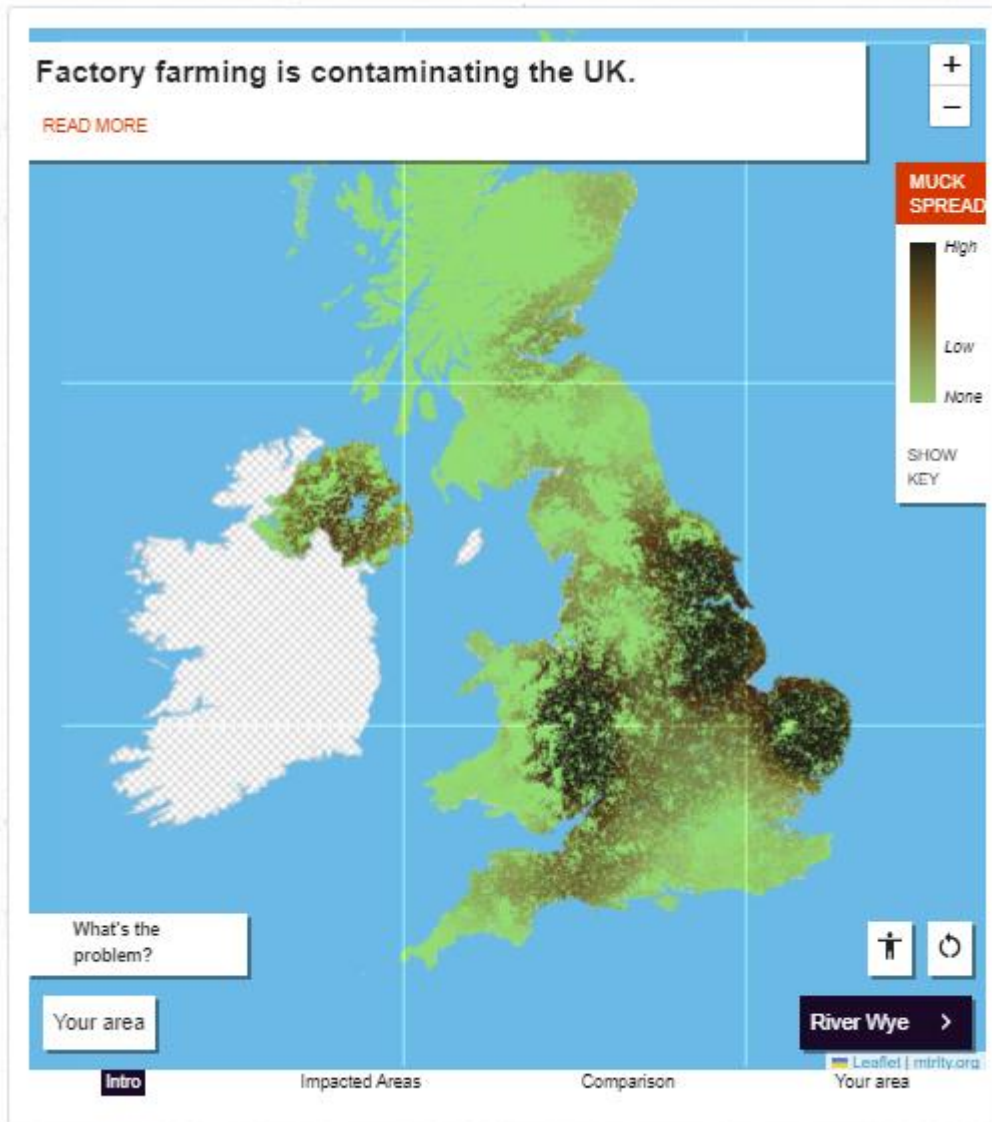 Factory farming is contaminating the UK.
READ MORE
+
−
MUCK
SPREAD
High
Low
None
SHOW
KEY
What's the
problem?
Your area
River Wye >
Leaflet | mtrlty.org
Intro Impacted Areas Comparison Your area